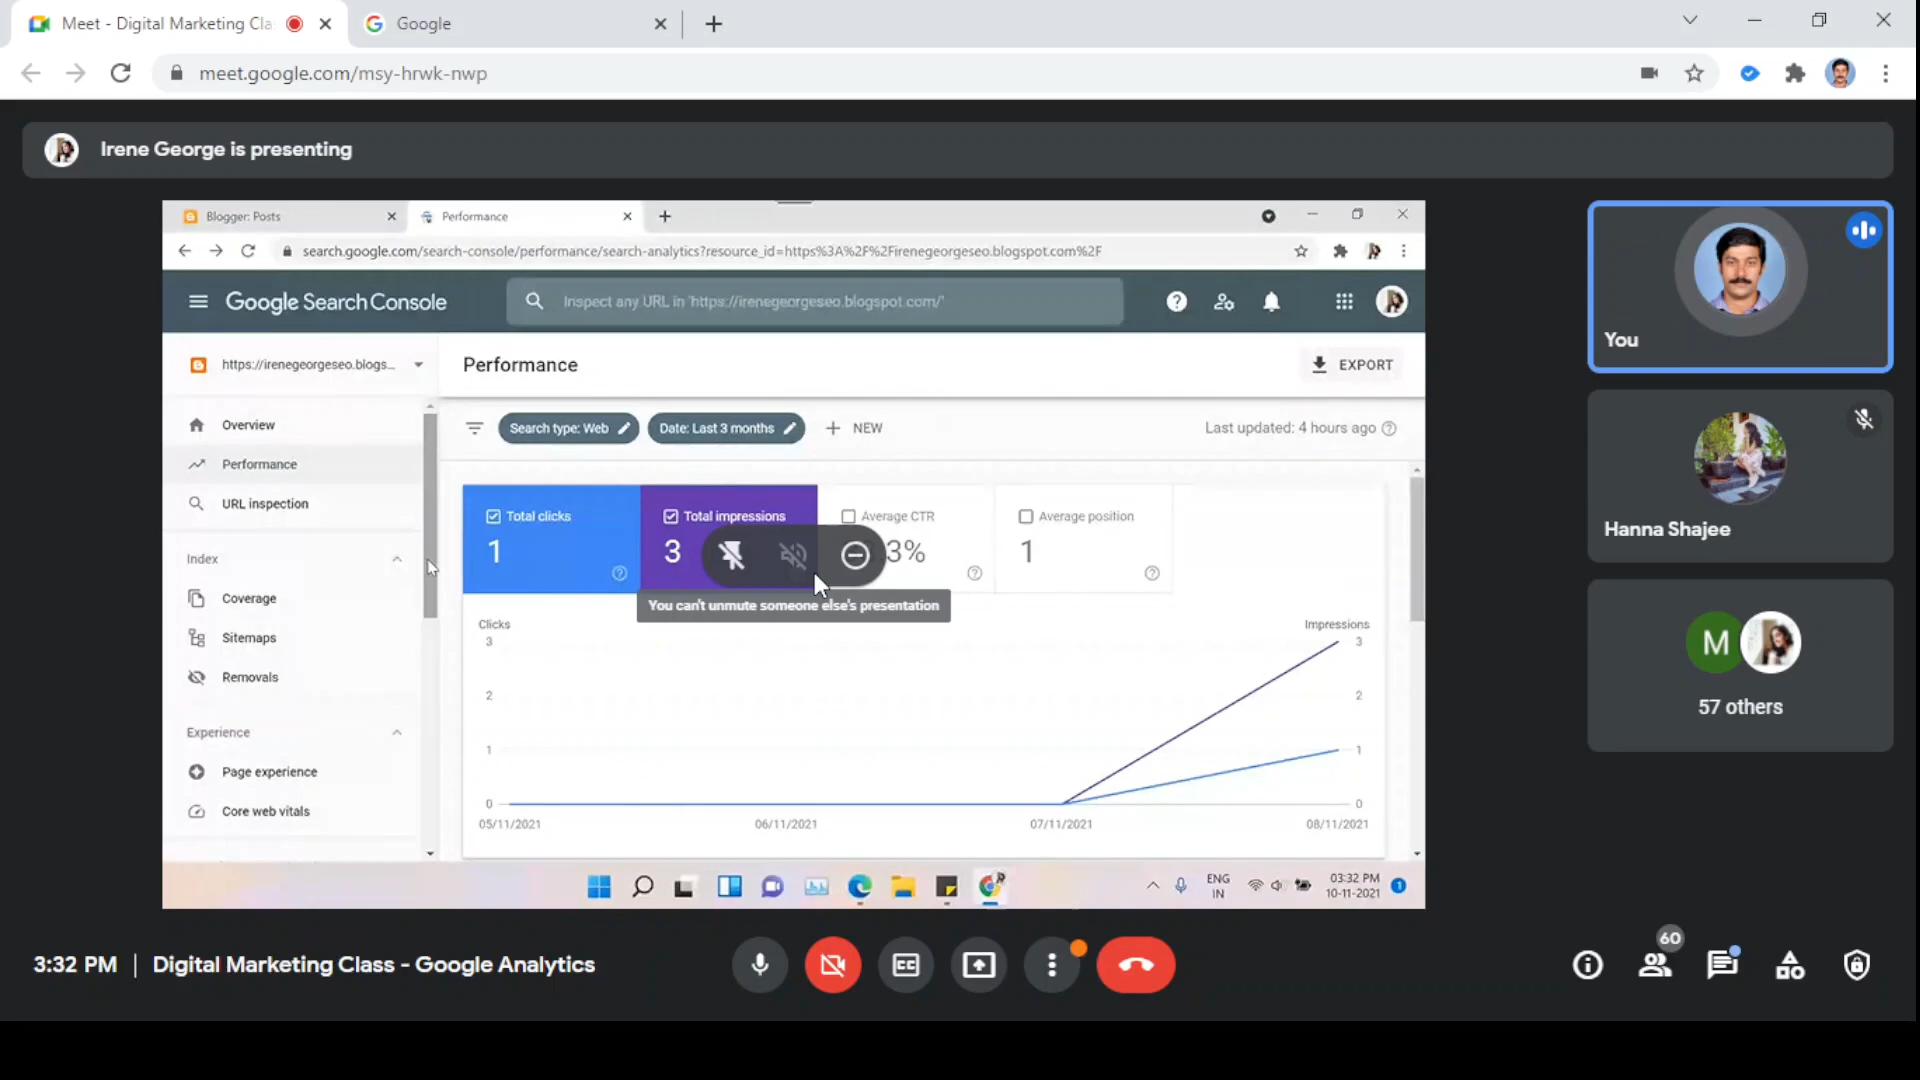 Meet - Digital Marketing Cla
Google
meet.google.com/msy-hrwk-nwp
Irene George is presenting
Blogger: Posts
Performance
search.google.com/search-console/performance/search-analytics?resource_id=https%3A%2F%2Firenegeorgeseo.blogspot.com%2F
Google Search Console
Inspect any URL in 'https://irenegeorgeseo.blogspot.com/'
https://irenegeorgeseo.blogs...
Performance
EXPORT
Overview
Performance
URL inspection
Index
Coverage
Sitemaps
Removals
Experience
Page experience
Core web vitals
Search type: Web
Date: Last 3 months
NEW
Last updated: 4 hours ago
Total clicks
1
Total impressions
3
Average CTR
.3%
Average position
1
You can't unmute someone else's presentation
Clicks
Impressions
3
3
2
2
1
1
0
0
05/11/2021
06/11/2021
07/11/2021
08/11/2021
ENG
IN
03:32 PM
10-11-2021
1
You
Hanna Shajee
M
57 others
3:32 PM | Digital Marketing Class - Google Analytics
CC
60